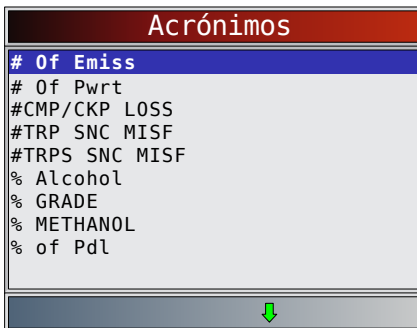 Acrónimos
# Of Emiss
# Of Pwrt
#CMP/CKP LOSS
#TRP SNC MISF
#TRPS SNC MISF
% Alcohol
% GRADE
% METHANOL
% of Pdl